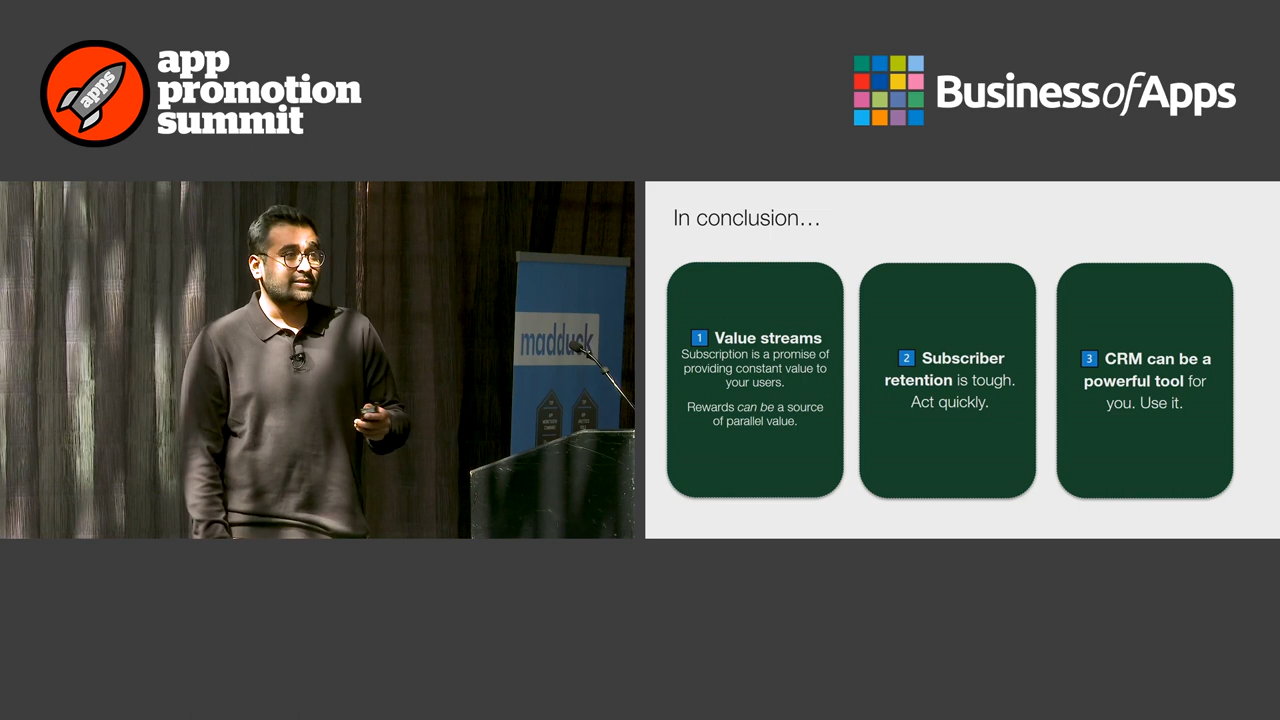 apps
app
promotion
summit
BusinessofApps
madduck
In conclusion…
1 Value streams
Subscription is a promise of
providing constant value to
your users.
Rewards can be a source
of parallel value.
2 Subscriber
retention is tough.
Act quickly.
3 CRM can be a
powerful tool for
you. Use it.